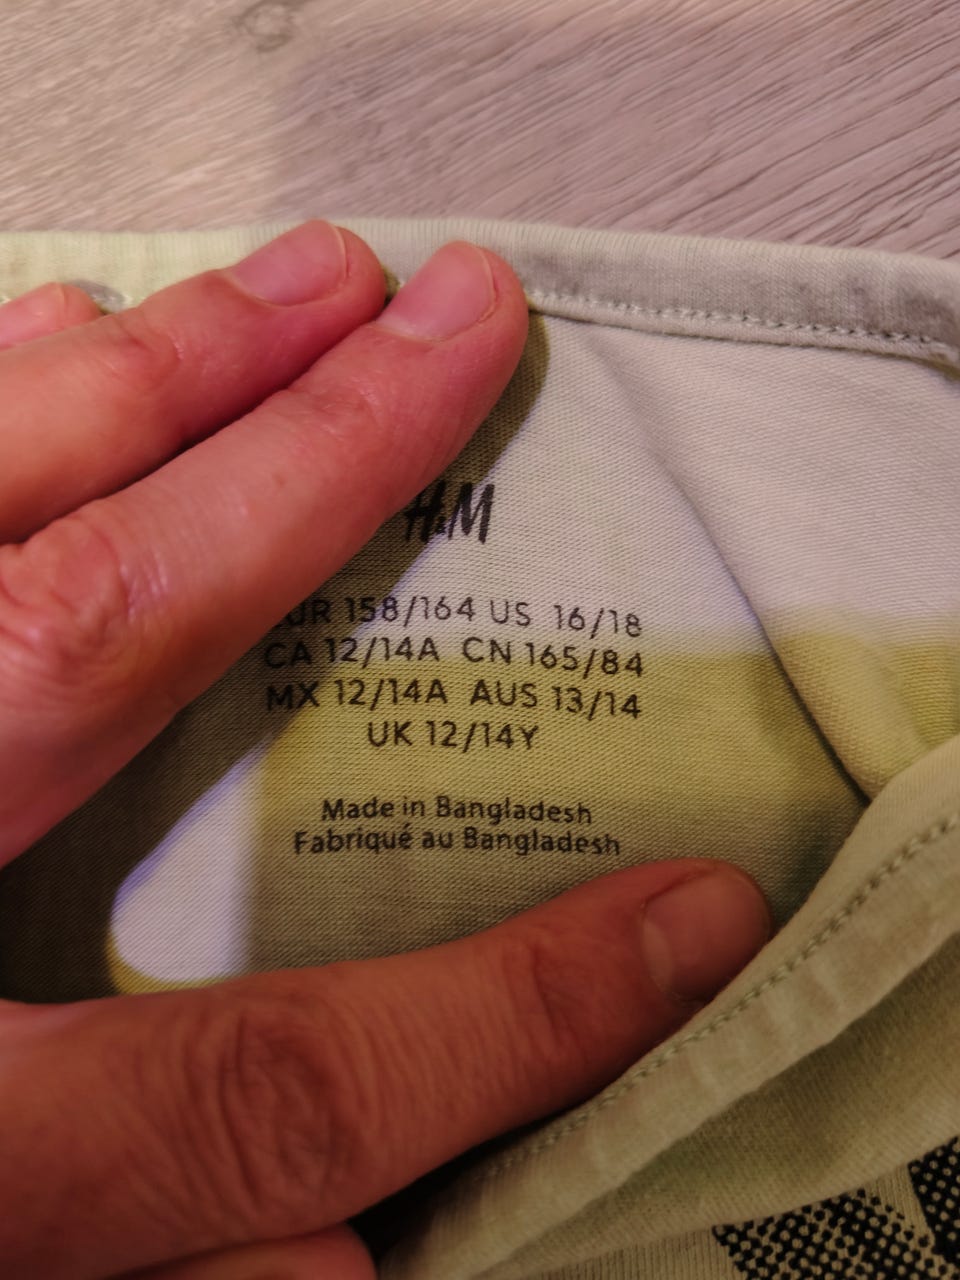 H&M
EUR 158/164 US 16/18
CA 12/14A CN 165/84
MX 12/14A AUS 13/14
UK 12/14Y
Made in Bangladesh
Fabriqué au Bangladesh